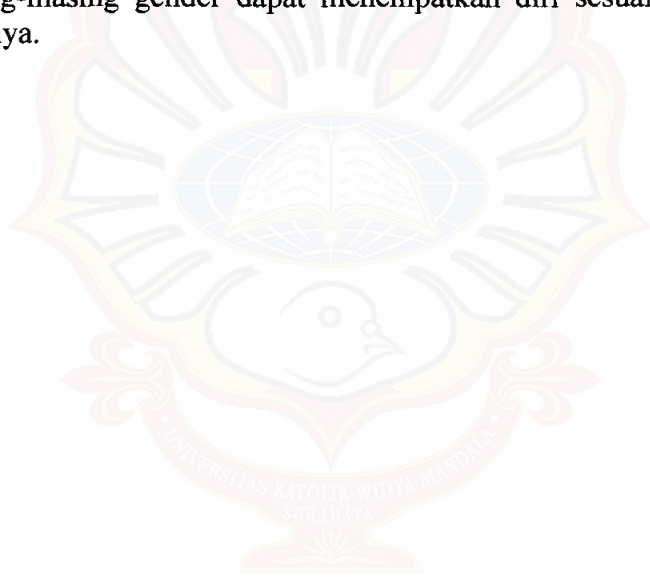 g-masing gender dapat menempatkan diri sesuai
ya.
UNIVERSITAS KATOLIK WIDYA MANDALA
SURABAYA